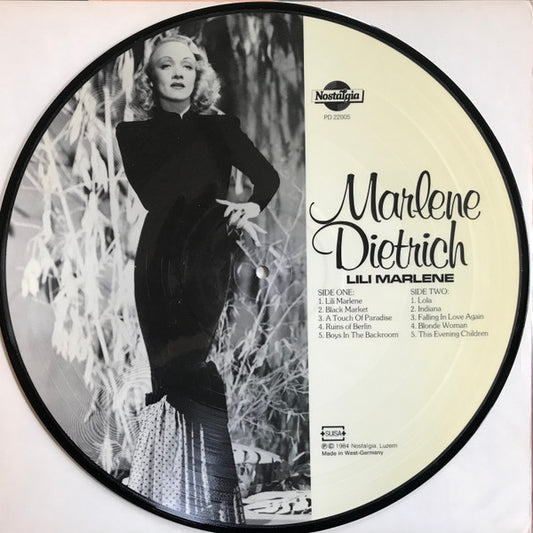 Nostalgia
PD 22005
Marlene
Dietrich
LILI MARLENE
SIDE ONE:
1. Lili Marlene
2. Black Market
3. A Touch Of Paradise
4. Ruins of Berlin
5. Boys In The Backroom
SIDE TWO:
1. Lola
2. Indiana
3. Falling In Love Again
4. Blonde Woman
5. This Evening Children
SUISA
℗ © 1984 Nostalgia, Luzern
Made in West-Germany